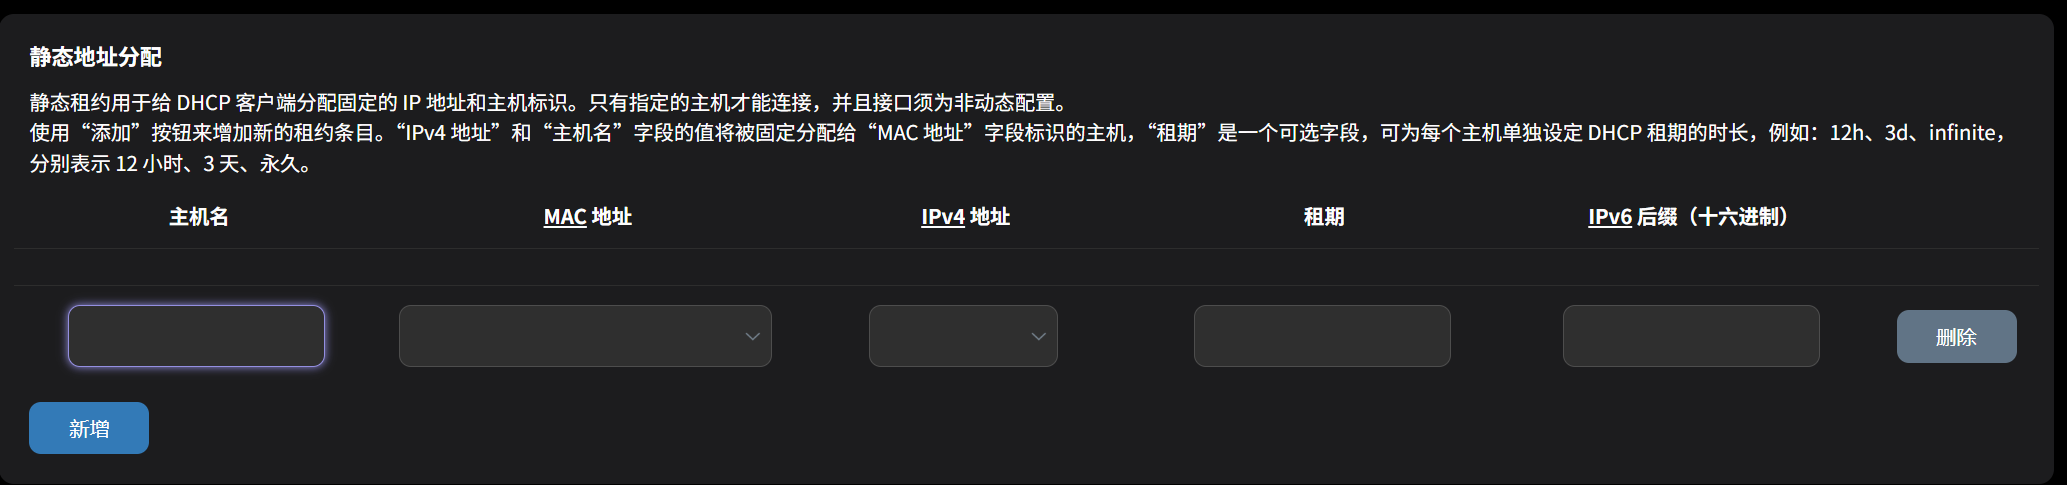 静态地址分配
静态租约用于给 DHCP 客户端分配固定的 IP 地址和主机标识。只有指定的主机才能连接，并且接口须为非动态配置。
使用“添加”按钮来增加新的租约条目。“IPv4 地址”和“主机名”字段的值将被固定分配给“MAC 地址”字段标识的主机，“租期”是一个可选字段，可为每个主机单独设定 DHCP 租期的时长，例如：12h、3d、infinite，
分别表示 12 小时、3 天、永久。
主机名 MAC 地址 IPv4 地址 租期 IPv6 后缀（十六进制）
删除
新增